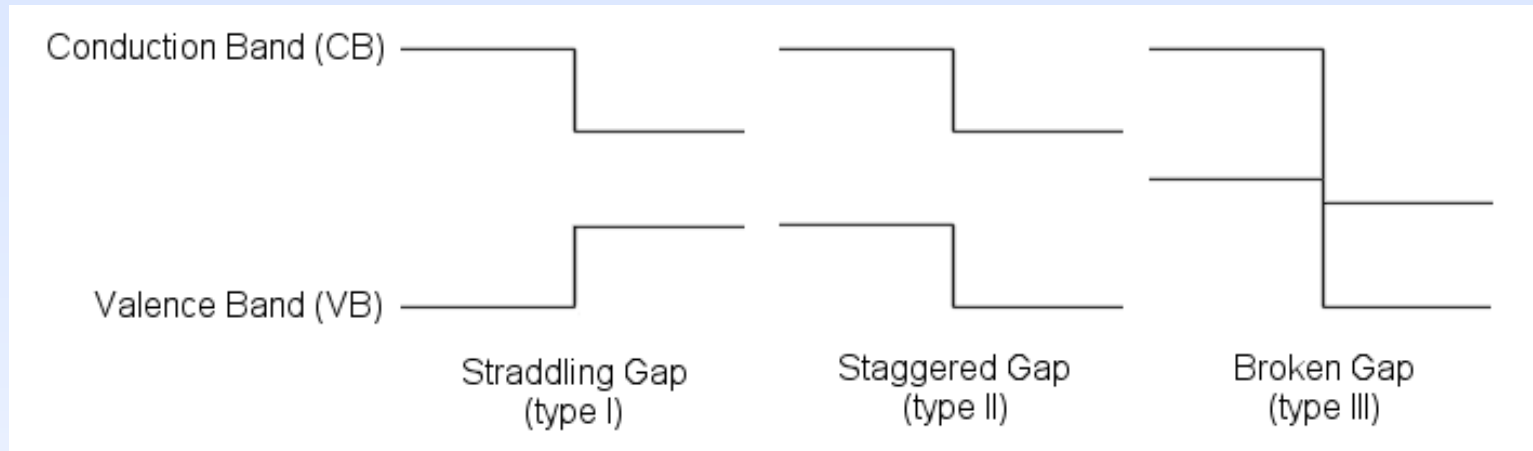 Conduction Band (CB)
Valence Band (VB)
Straddling Gap
(type I)
Staggered Gap
(type II)
Broken Gap
(type III)